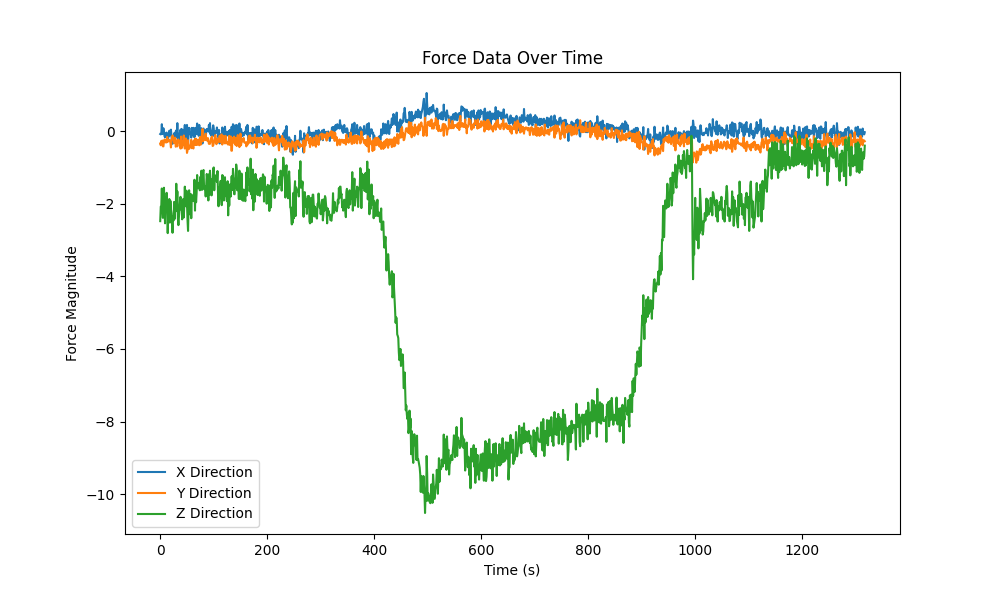 Force Data Over Time
Force Magnitude
0
−2
−4
−6
−8
−10
X Direction
Y Direction
Z Direction
0 200 400 600 800 1000 1200
Time (s)